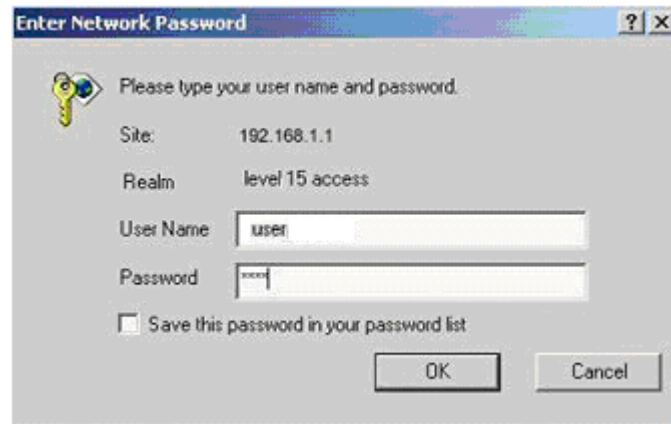 Enter Network Password
Please type your user name and password.
Site: 192.168.1.1
Realm level 15 access
User Name user
Password ****
Save this password in your password list
OK Cancel